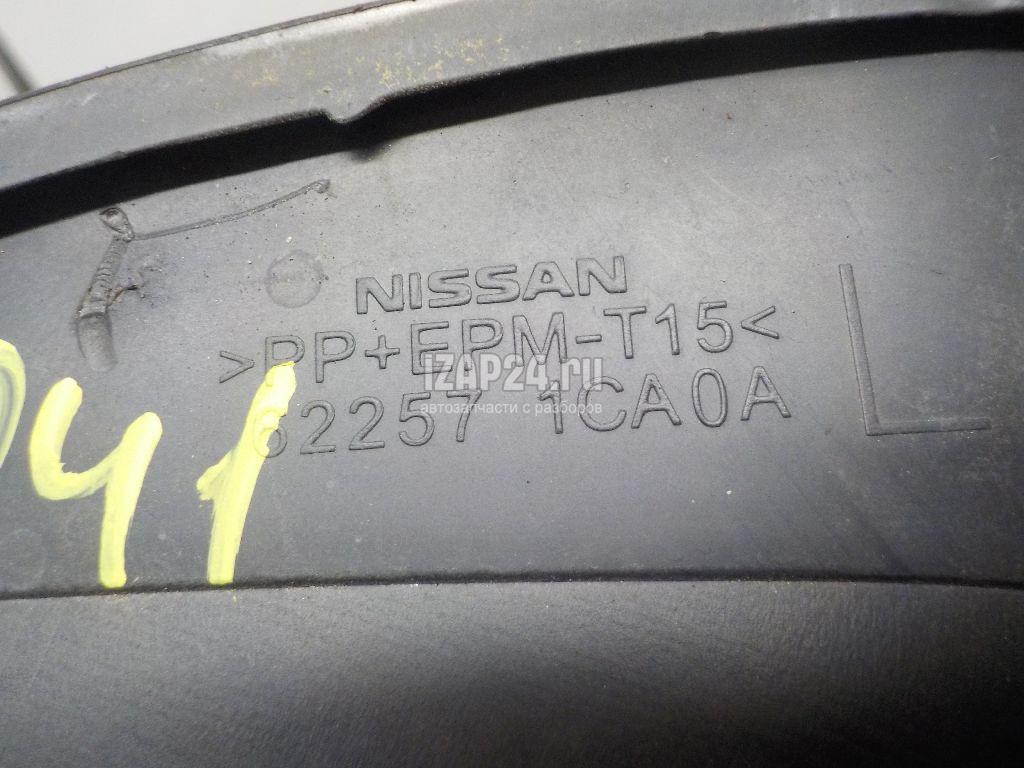 NISSAN
>PP+EPM-T15<
62257 1CA0A
L
IZAP24.ru
автозапчасти с разборов
41